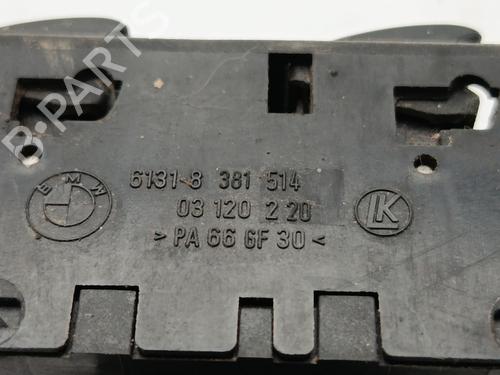 B-PARTS
BMW
6131-8 381 514
03 120 2 20
LK
> PA 66 GF 30 <